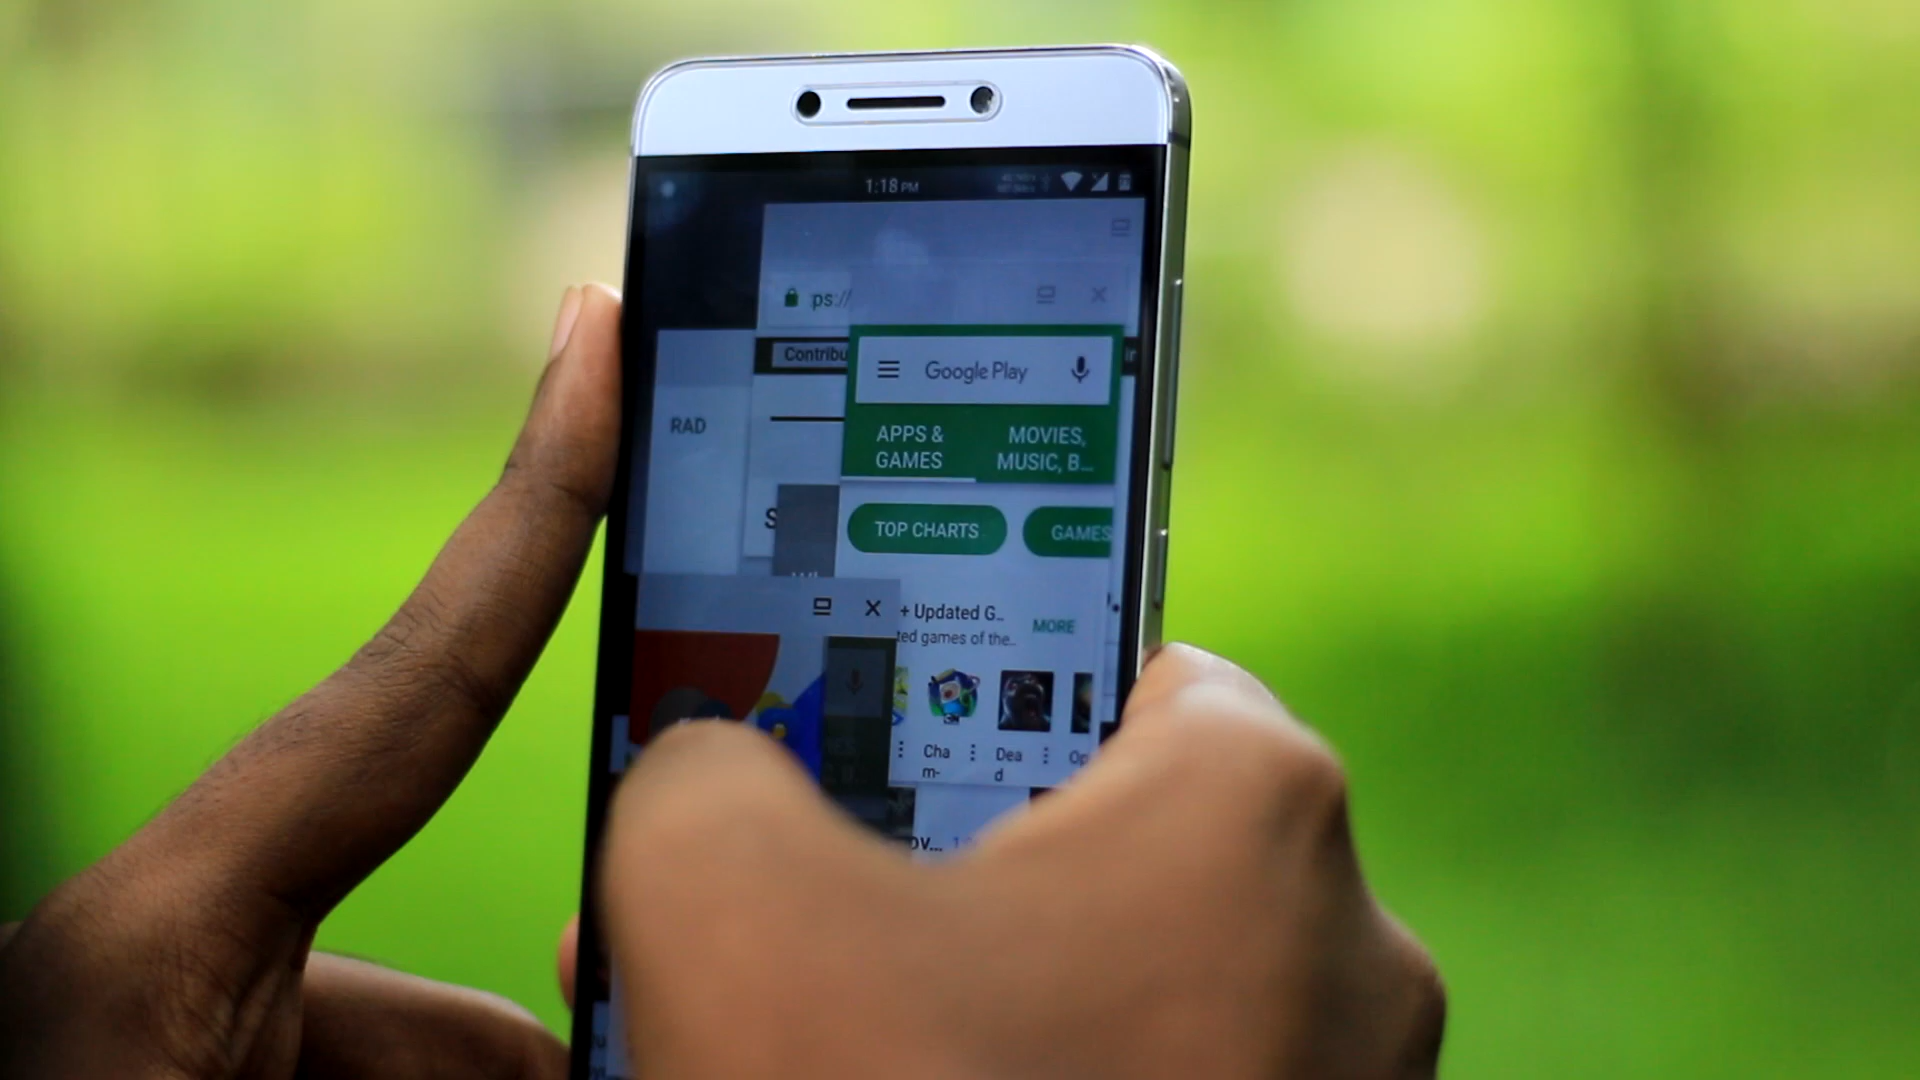 1:18 PM
ps://
Contribu
Google Play
RAD
APPS &
GAMES
MOVIES,
MUSIC, B...
S
TOP CHARTS
GAMES
+ Updated G..
ted games of the..
MORE
Cha
m-
Dea
d
Op